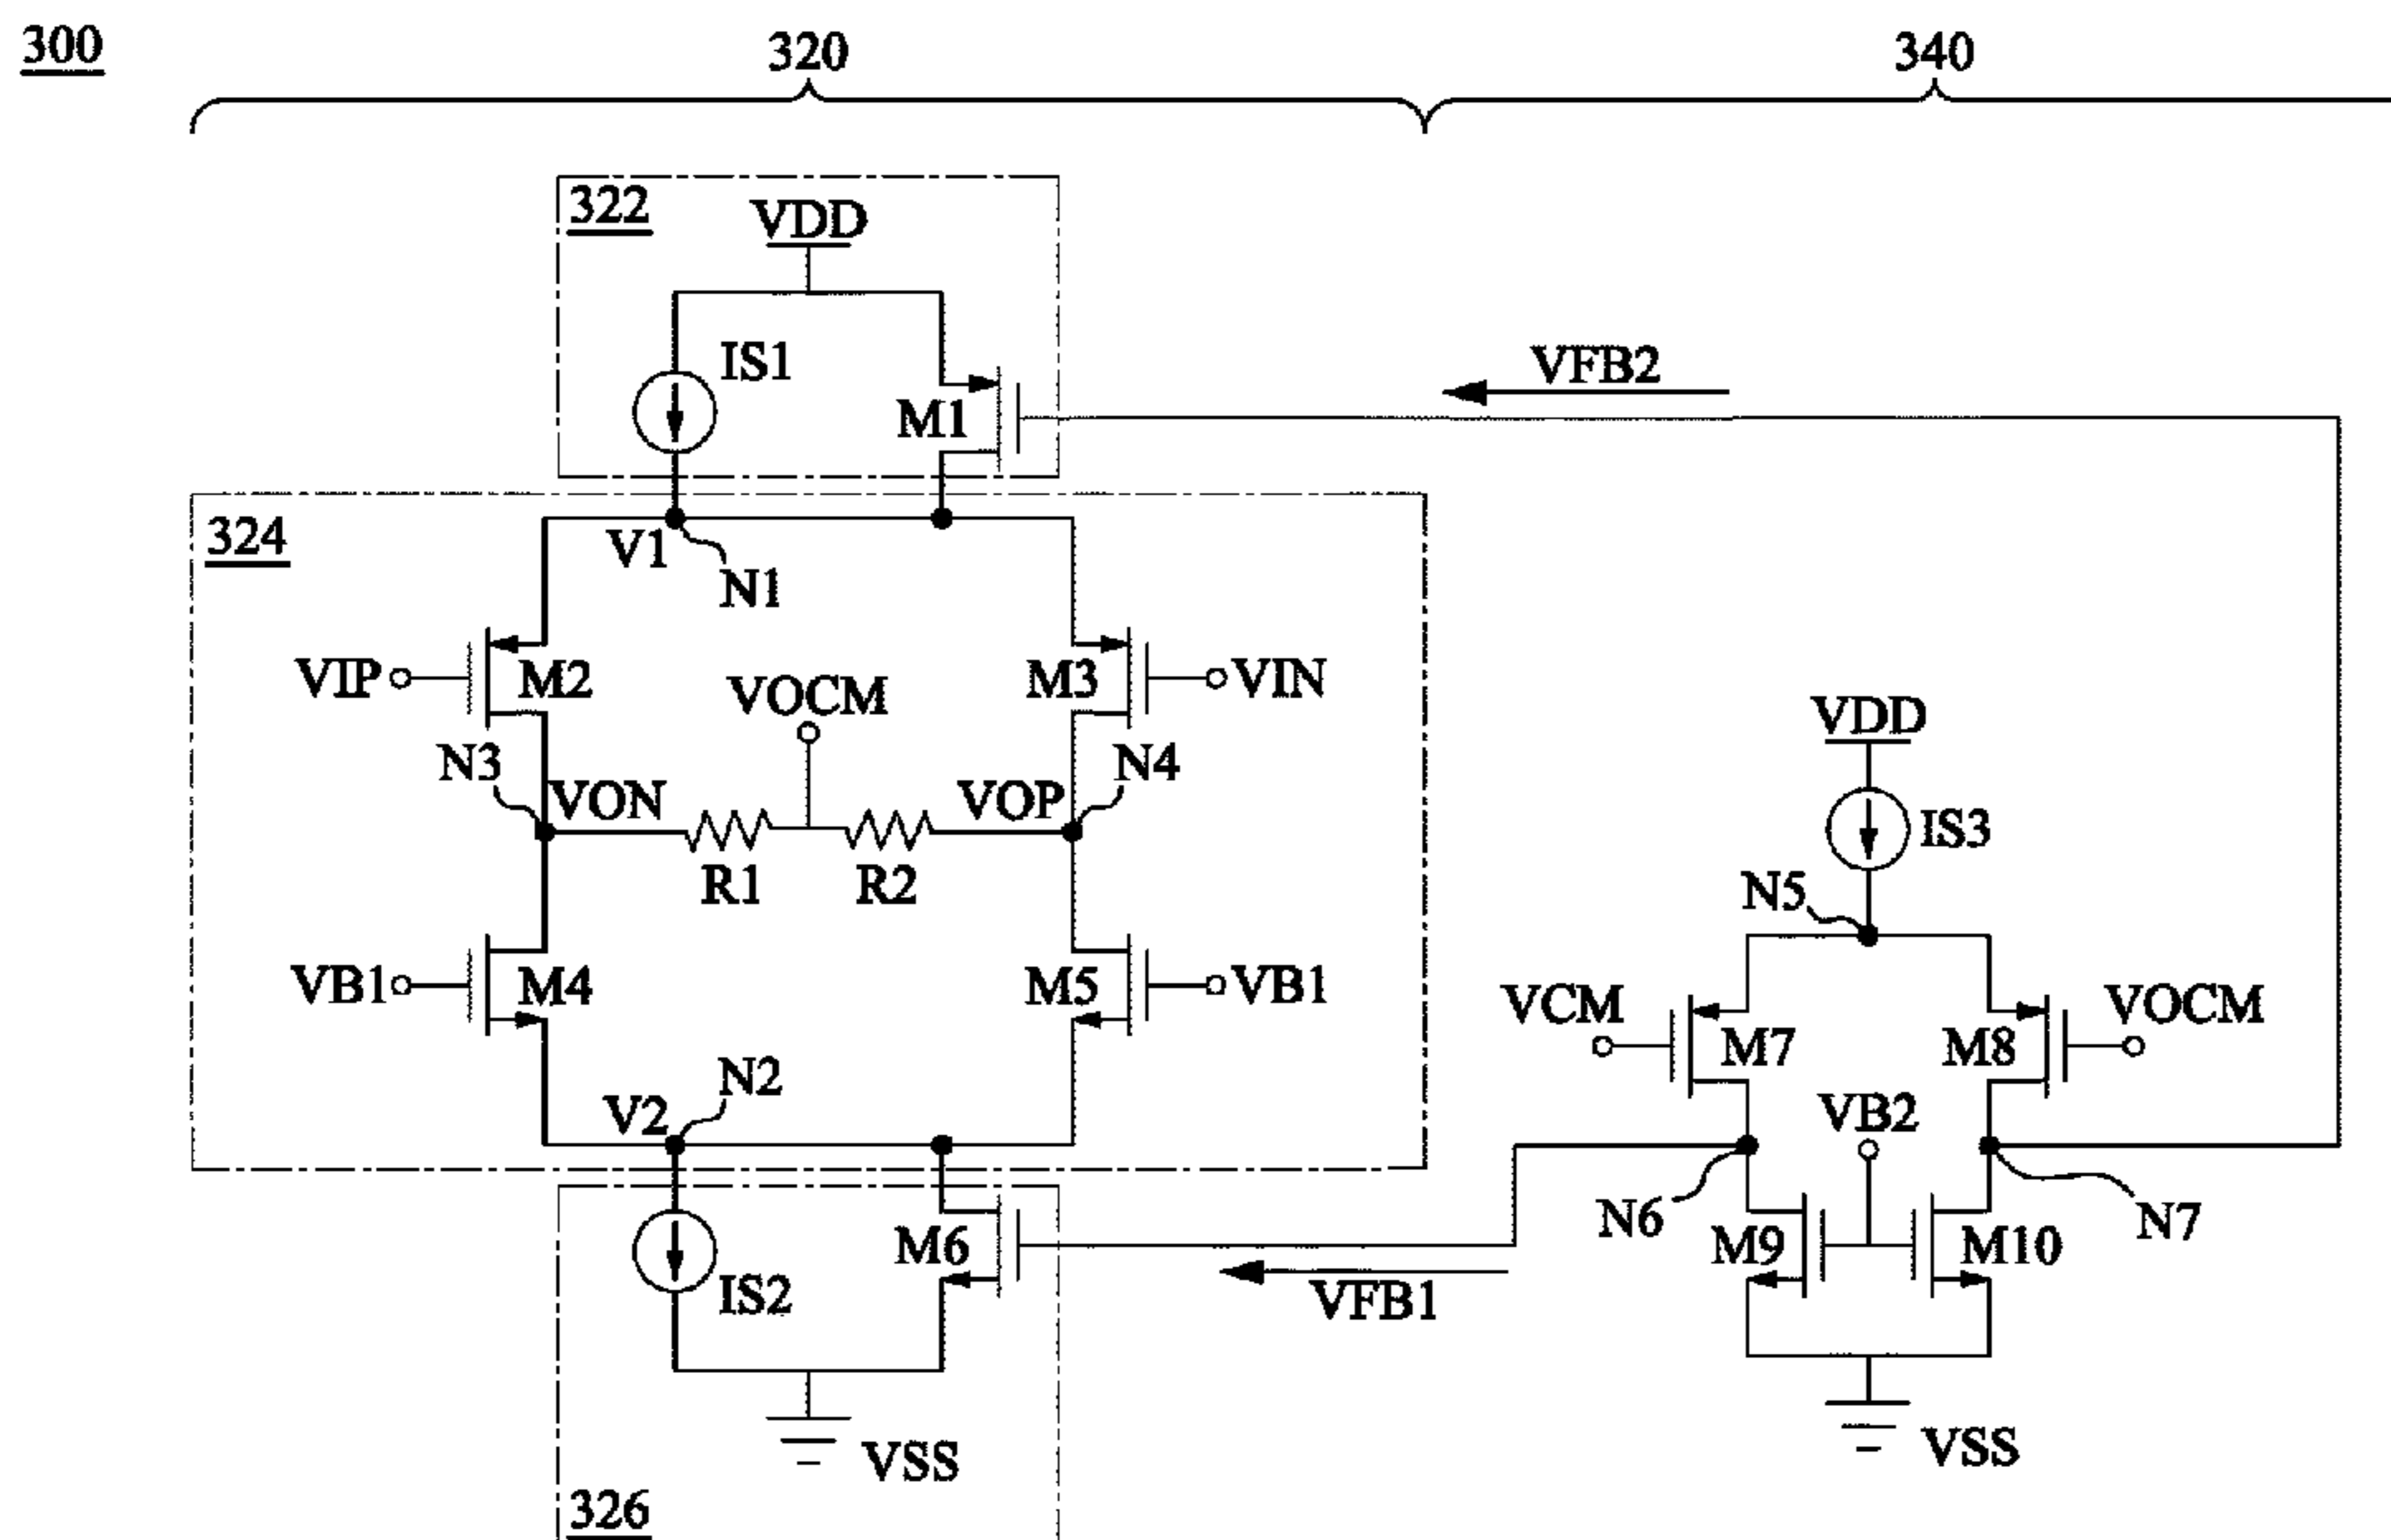 300
320
340
322
VDD
IS1
M1
VFB2
324
V1
N1
VIP
M2
M3
VIN
VOCM
N3
VON
VOP
N4
R1
R2
VDD
IS3
N5
VB1
M4
M5
VB1
VCM
M7
M8
VOCM
V2
N2
VB2
N6
N7
M6
M9
M10
IS2
VFB1
VSS
VSS
326